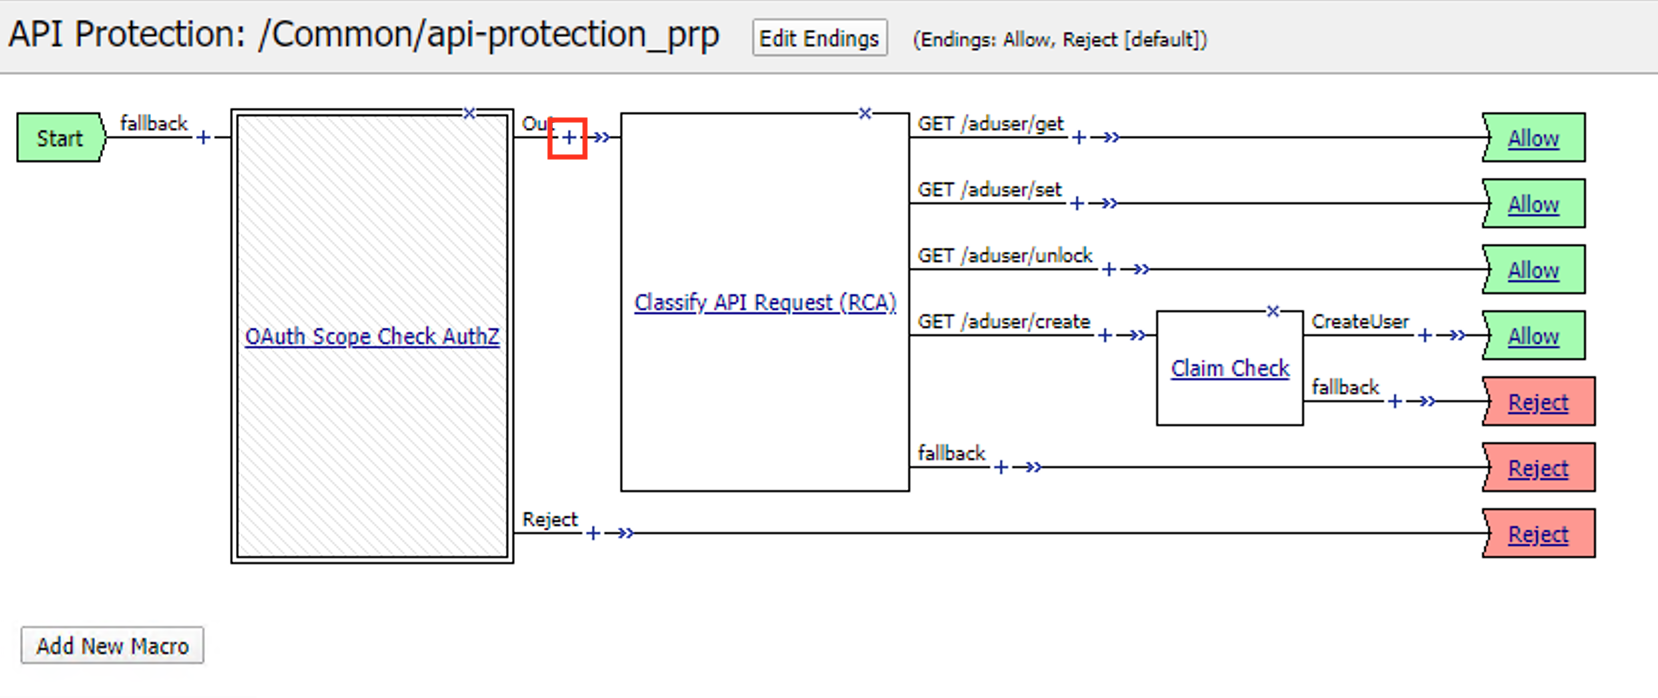 API Protection: /Common/api-protection_prp Edit Endings (Endings: Allow, Reject [default])
Start fallback + Out + GET /aduser/get + Allow
GET /aduser/set + Allow
GET /aduser/unlock + Allow
Classify API Request (RCA)
OAuth Scope Check AuthZ
GET /aduser/create + CreateUser + Allow
Claim Check
fallback + Reject
fallback + Reject
Reject + Reject
Add New Macro